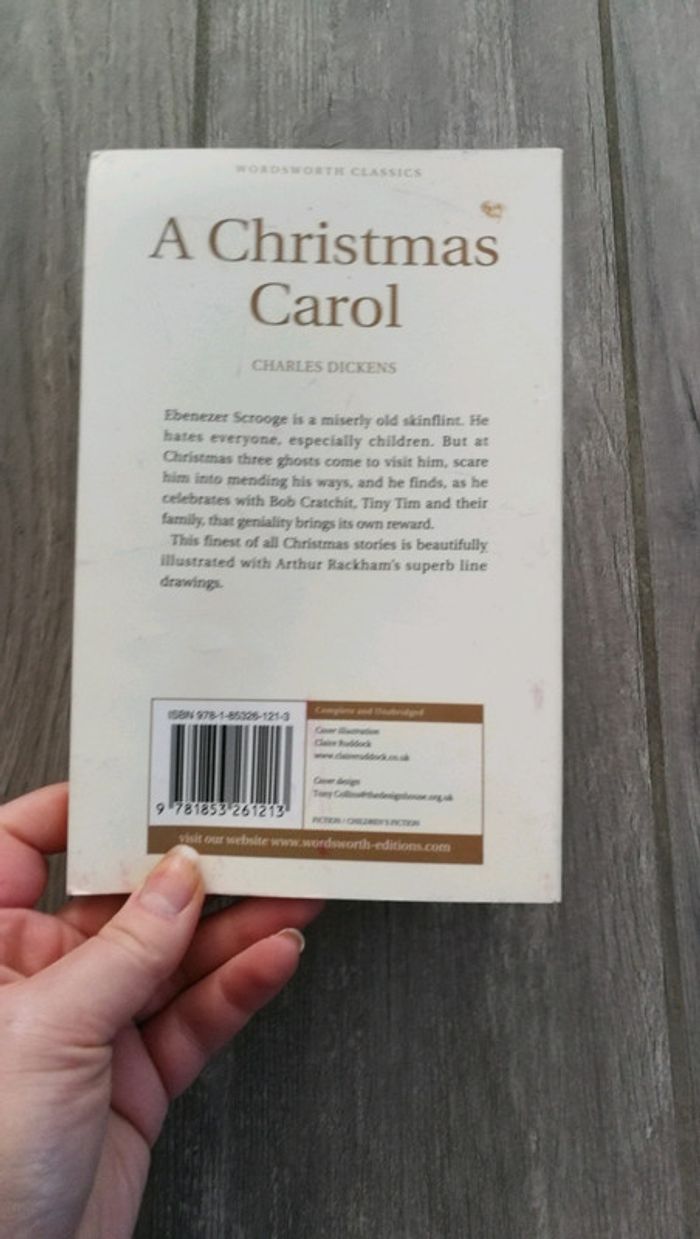 WORDSWORTH CLASSICS
A Christmas
Carol
CHARLES DICKENS
Ebenezer Scrooge is a miserly old skinflint. He
hates everyone, especially children. But at
Christmas three ghosts come to visit him, scare
him into mending his ways, and he finds, as he
celebrates with Bob Cratchit, Tiny Tim and their
family, that geniality brings its own reward.
This finest of all Christmas stories is beautifully
illustrated with Arthur Rackham's superb line
drawings.
ISBN 978-1-85326-121-3
9 781853 261213
Complete and Unabridged
Cover illustration
Claire Ruddock
www.claireruddock.co.uk
Cover design
Tony Collins@thedesignhouse.org.uk
FICTION / CHILDREN'S FICTION
visit our website www.wordsworth-editions.com